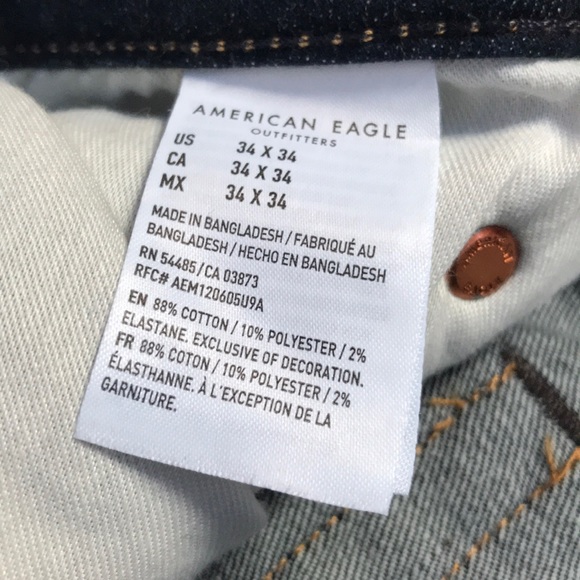 AMERICAN EAGLE
OUTFITTERS
US 34 X 34
CA 34 X 34
MX 34 X 34
MADE IN BANGLADESH / FABRIQUÉ AU
BANGLADESH / HECHO EN BANGLADESH
RN 54485 / CA 03873
RFC# AEM120605U9A
EN 88% COTTON / 10% POLYESTER / 2%
ELASTANE. EXCLUSIVE OF DECORATION.
FR 88% COTON / 10% POLYESTER / 2%
ÉLASTHANNE. À L'EXCEPTION DE LA
GARNITURE.